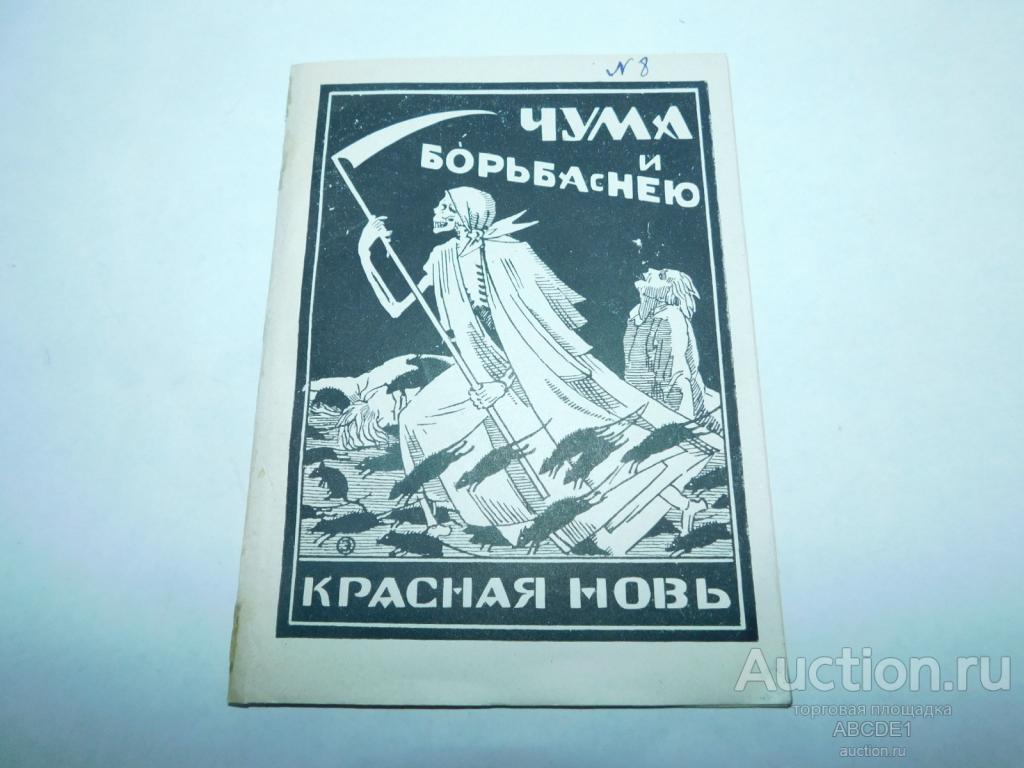 N 8
ЧУМА
И
БОРЬБА С НЕЮ
КРАСНАЯ НОВЬ
Auction.ru
торговая площадка
ABCDE1
auction.ru